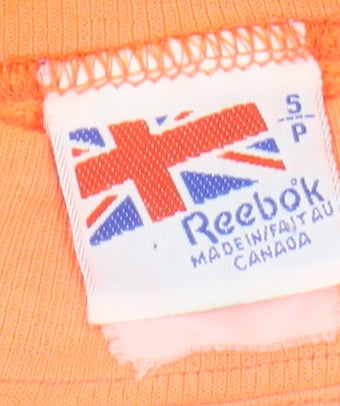 S
P
Reebok
MADE IN/FAIT AU
CANADA